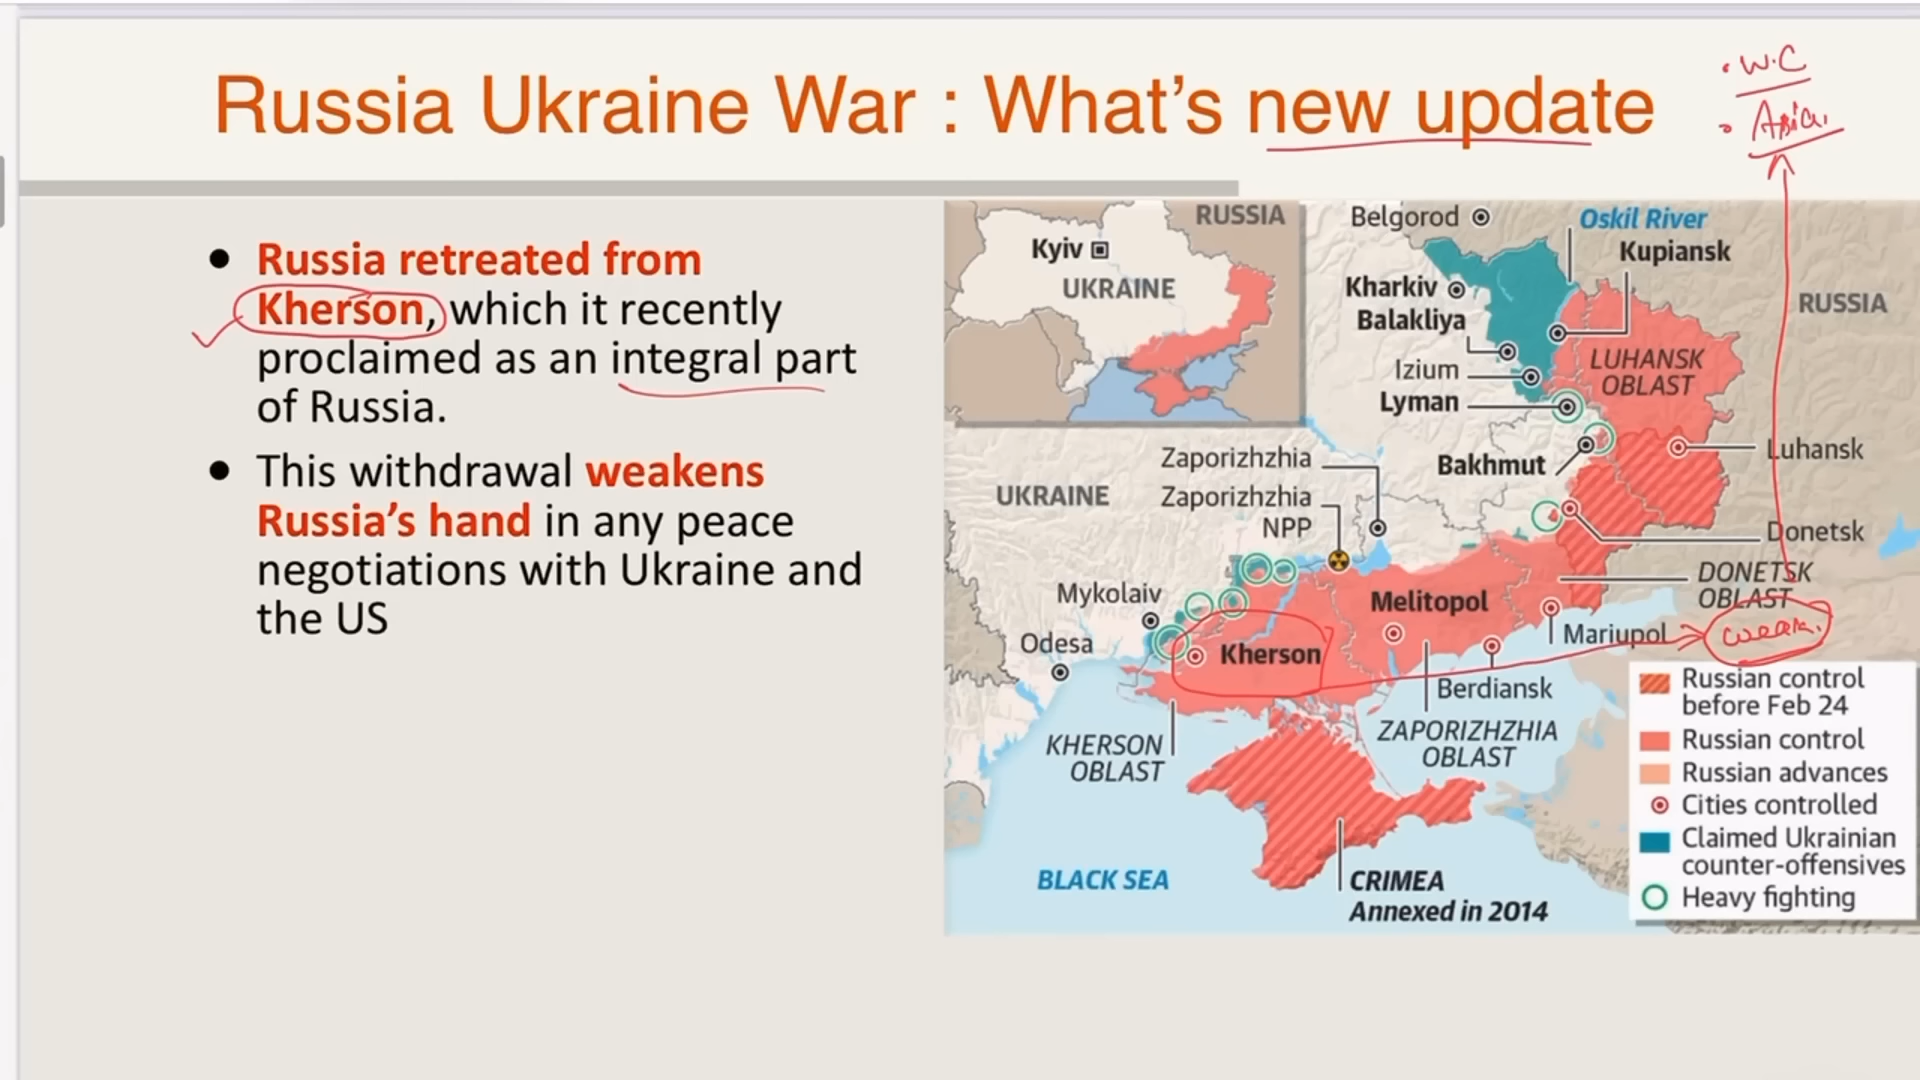 Russia Ukraine War : What's new update
• W.C
• Asia.
• Russia retreated from
Kherson, which it recently
proclaimed as an integral part
of Russia.
• This withdrawal weakens
Russia's hand in any peace
negotiations with Ukraine and
the US
RUSSIA
Kyiv
UKRAINE
Belgorod
Oskil River
Kupiansk
Kharkiv
RUSSIA
Balakliya
Izium
LUHANSK
OBLAST
Lyman
Luhansk
Bakhmut
Zaporizhzhia
UKRAINE
Zaporizhzhia
NPP
Donetsk
DONETSK
OBLAST
Mykolaiv
Melitopol
Mariupol
weak.
Odesa
Kherson
Berdiansk
KHERSON
OBLAST
ZAPORIZHZHIA
OBLAST
BLACK SEA
CRIMEA
Annexed in 2014
Russian control
before Feb 24
Russian control
Russian advances
Cities controlled
Claimed Ukrainian
counter-offensives
Heavy fighting